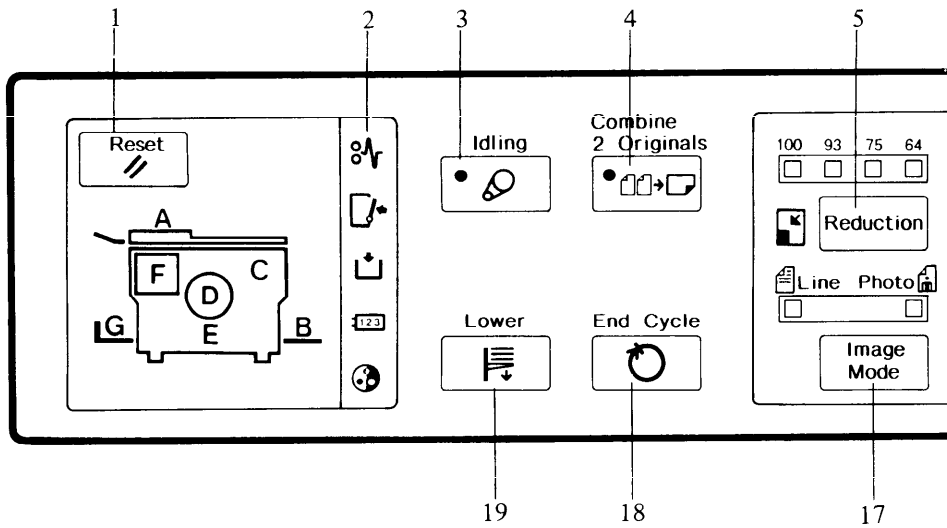 1 2 3 4 5
Reset
Idling
Combine
2 Originals
100 93 75 64
Reduction
A
F C
D
G E B
123
Line Photo
Lower
End Cycle
Image
Mode
19 18 17